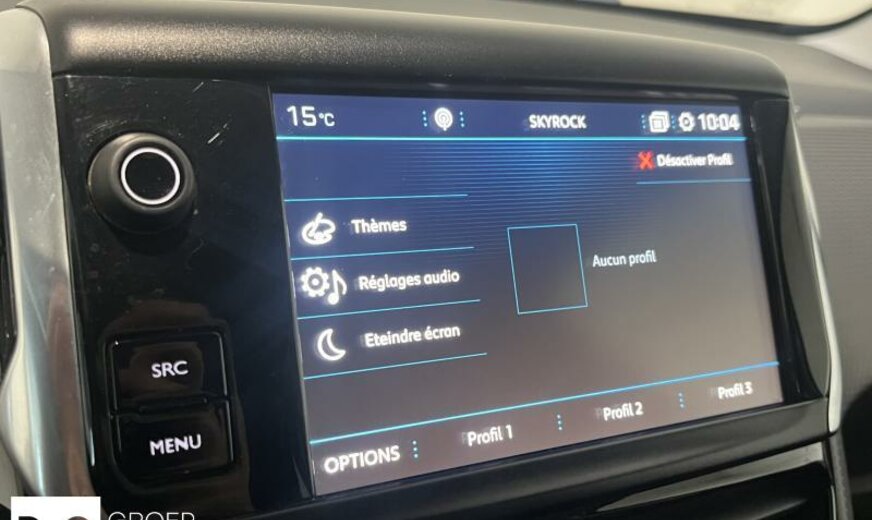 15°C SKYROCK 10:04
Désactiver Profil
Thèmes
Réglages audio
Aucun profil
Eteindre écran
SRC
MENU
OPTIONS Profil 1 Profil 2 Profil 3
GROEP